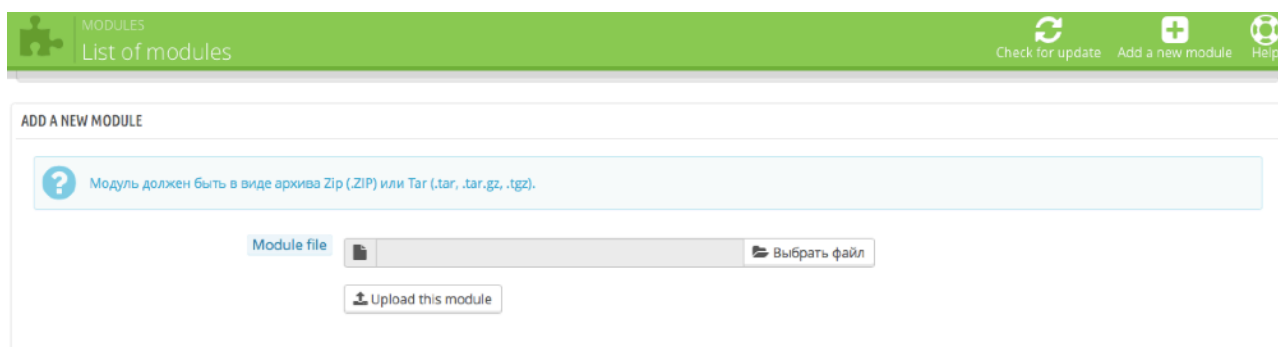 MODULES
List of modules
Check for update Add a new module Help
ADD A NEW MODULE
Модуль должен быть в виде архива Zip (.ZIP) или Tar (.tar, .tar.gz, .tgz).
Module file Выбрать файл
Upload this module